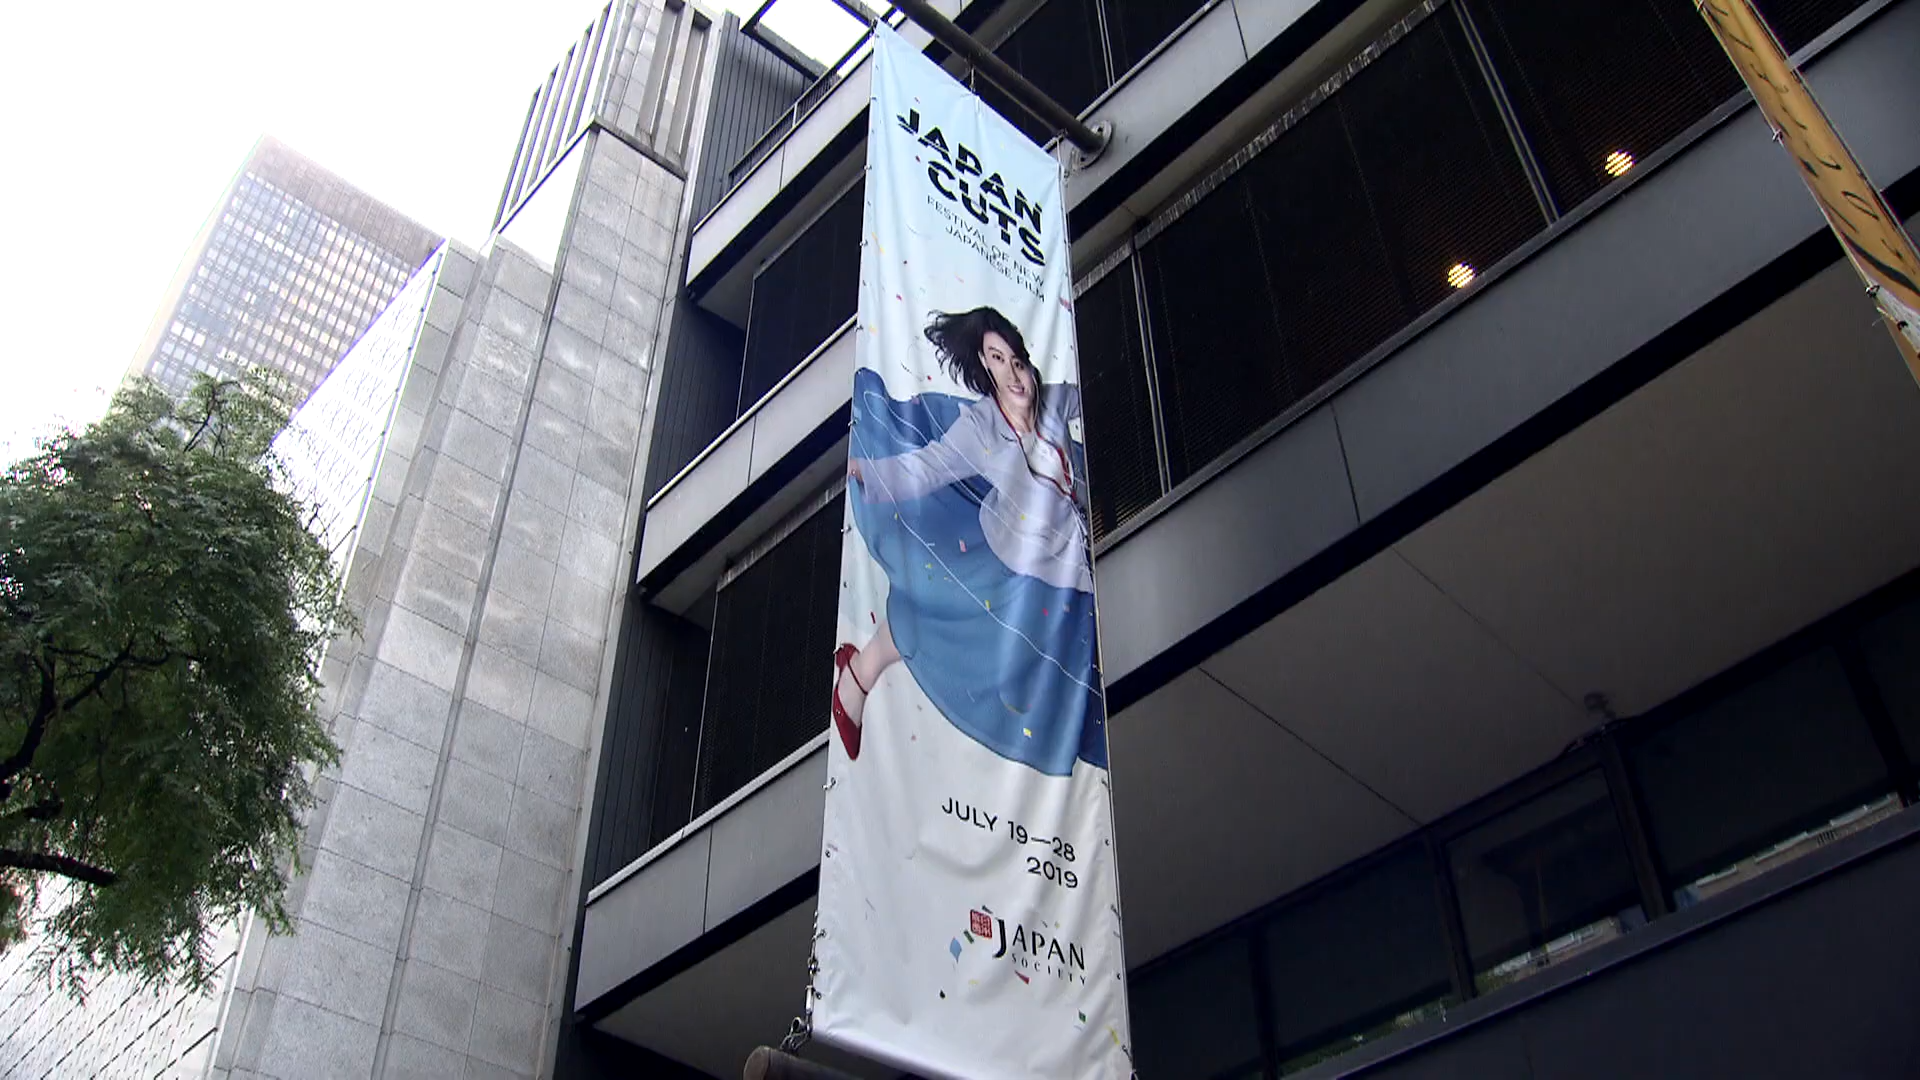 JAPAN
CUTS
FESTIVAL OF NEW
JAPANESE FILM
JULY 19—28
2019
JAPAN
SOCIETY